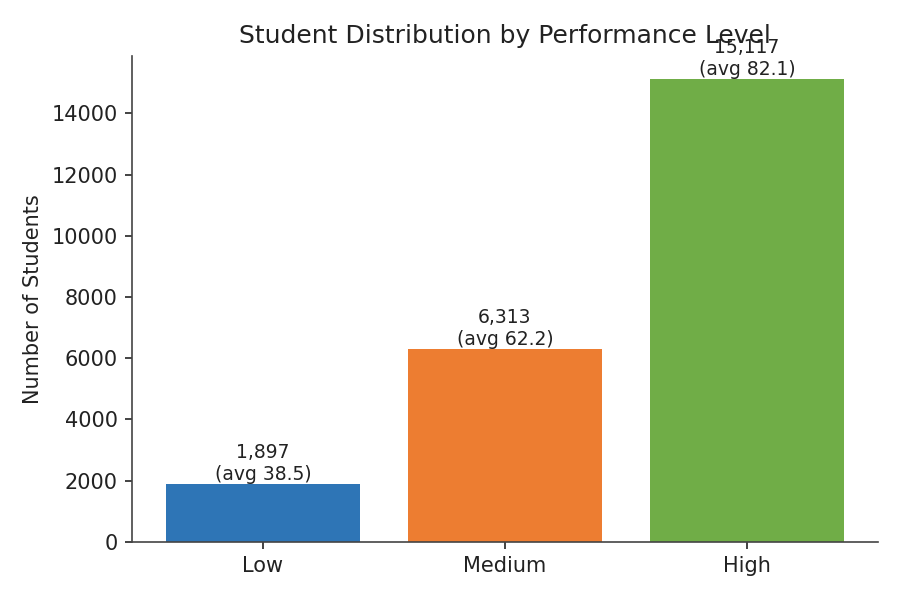 Student Distribution by Performance Level
15,117
(avg 82.1)
14000
12000
10000
8000
6000
4000
2000
0
Number of Students
6,313
(avg 62.2)
1,897
(avg 38.5)
Low
Medium
High